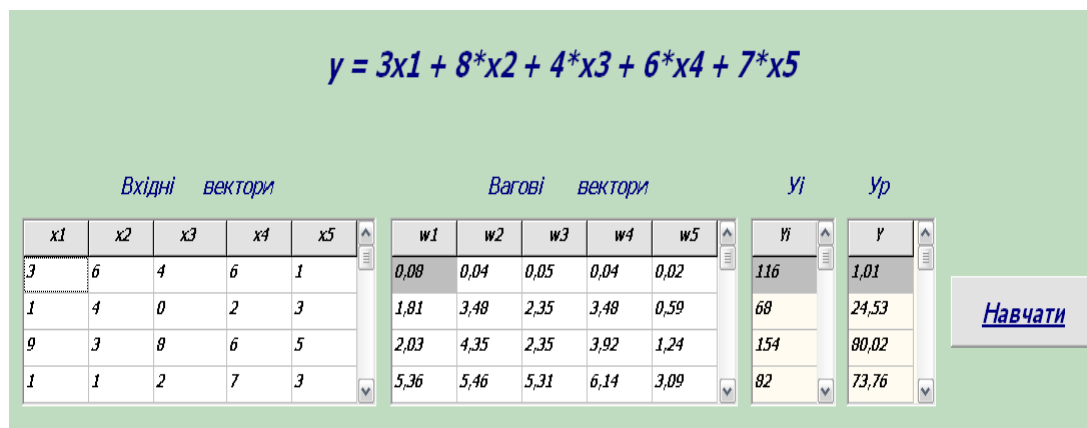 y = 3x1 + 8*x2 + 4*x3 + 6*x4 + 7*x5
Вхідні вектори Вагові вектори Уі Ур
x1 x2 x3 x4 x5 w1 w2 w3 w4 w5 Yi Y
3 6 4 6 1 0,08 0,04 0,05 0,04 0,02 116 1,01
1 4 0 2 3 1,81 3,48 2,35 3,48 0,59 68 24,53
Навчати
9 3 8 6 5 2,03 4,35 2,35 3,92 1,24 154 80,02
1 1 2 7 3 5,36 5,46 5,31 6,14 3,09 82 73,76